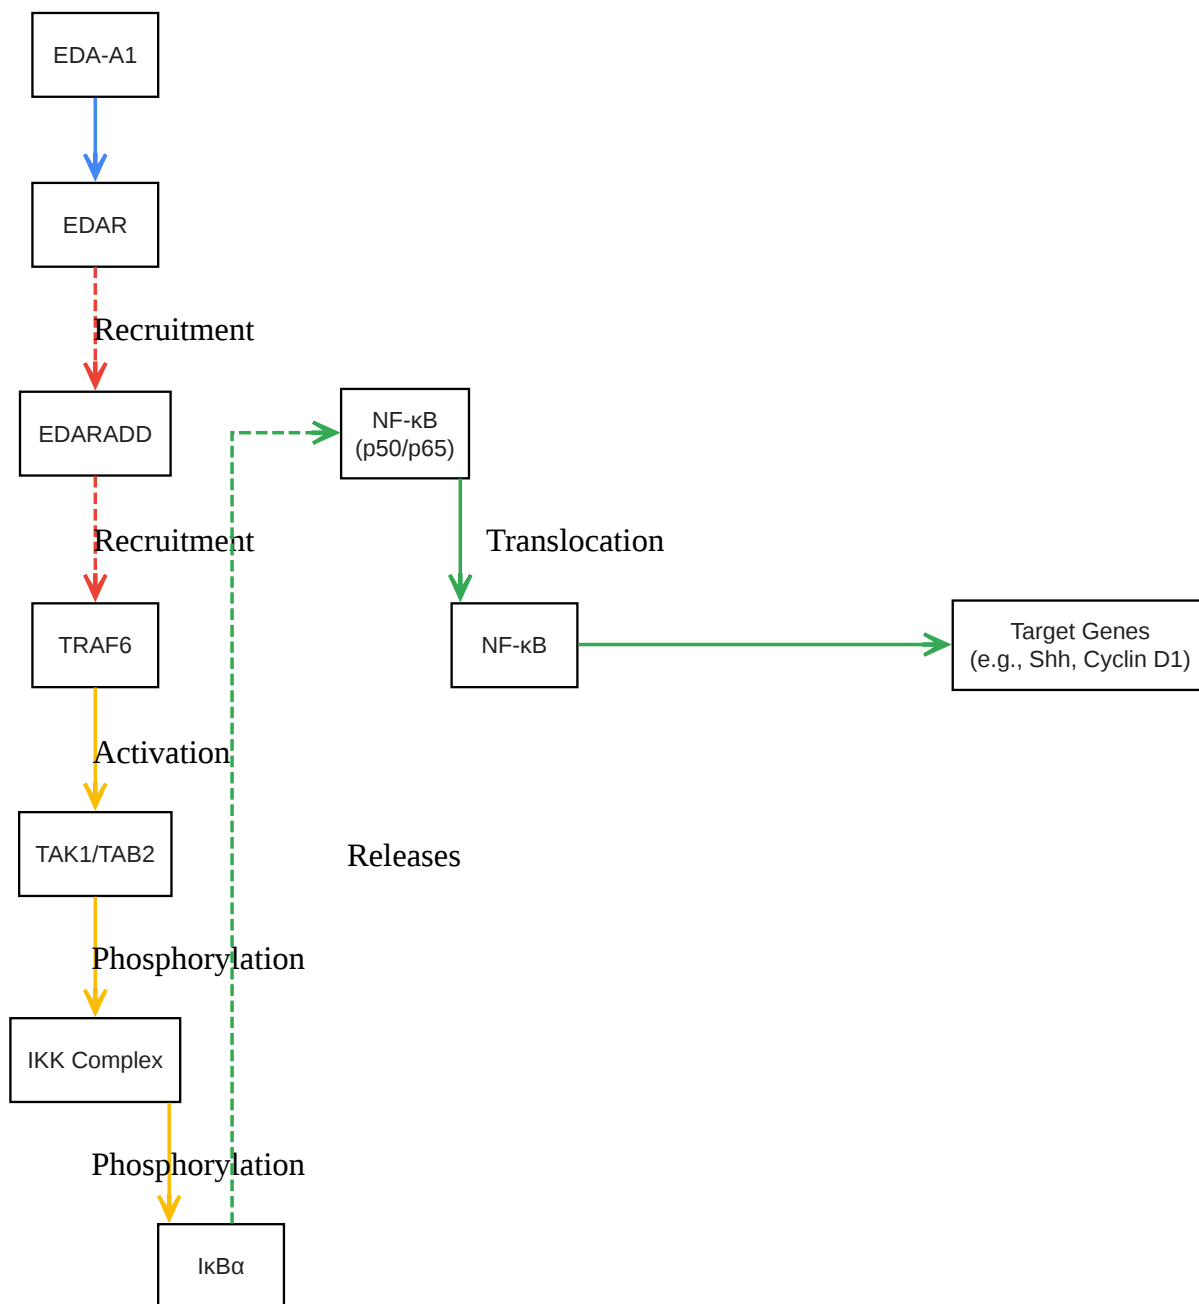 EDA-A1
EDAR
Recruitment
EDARADD
NF-κB
(p50/p65)
Recruitment
Translocation
TRAF6
NF-κB
Target Genes
(e.g., Shh, Cyclin D1)
Activation
TAK1/TAB2
Releases
Phosphorylation
IKK Complex
Phosphorylation
IκBα